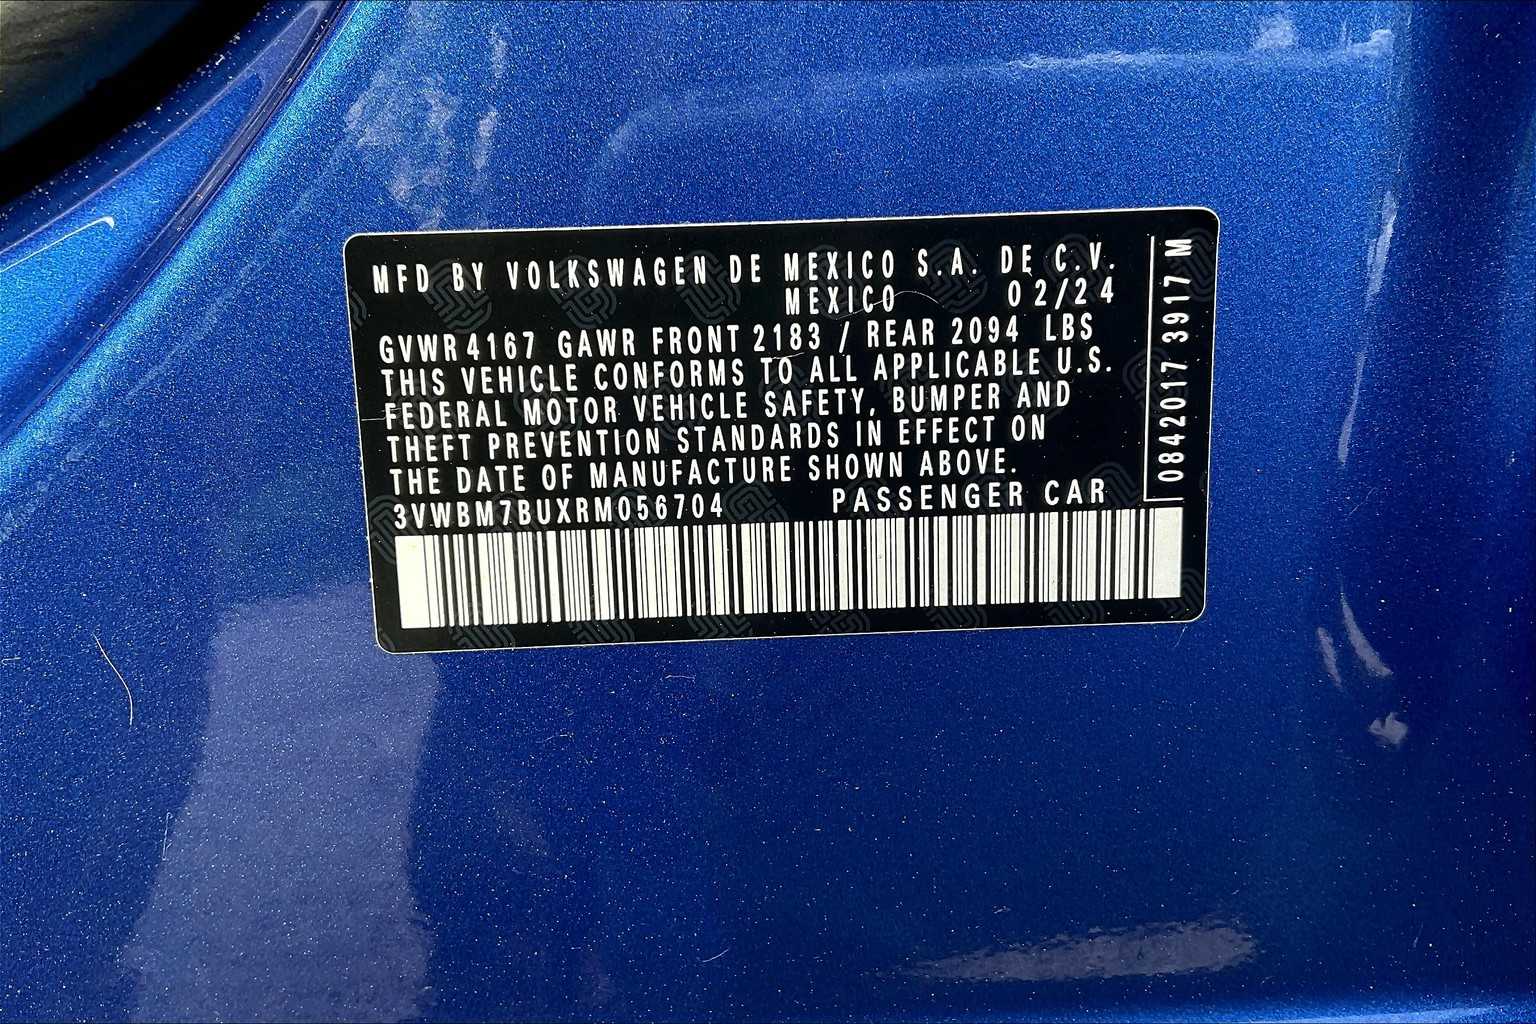 MFD BY VOLKSWAGEN DE MEXICO S.A. DE C.V.
MEXICO 02/24
GVWR 4167 GAWR FRONT 2183 / REAR 2094 LBS
THIS VEHICLE CONFORMS TO ALL APPLICABLE U.S.
FEDERAL MOTOR VEHICLE SAFETY, BUMPER AND
THEFT PREVENTION STANDARDS IN EFFECT ON
THE DATE OF MANUFACTURE SHOWN ABOVE.
3VWBM7BUXRM056704 PASSENGER CAR
0842017 3917 M